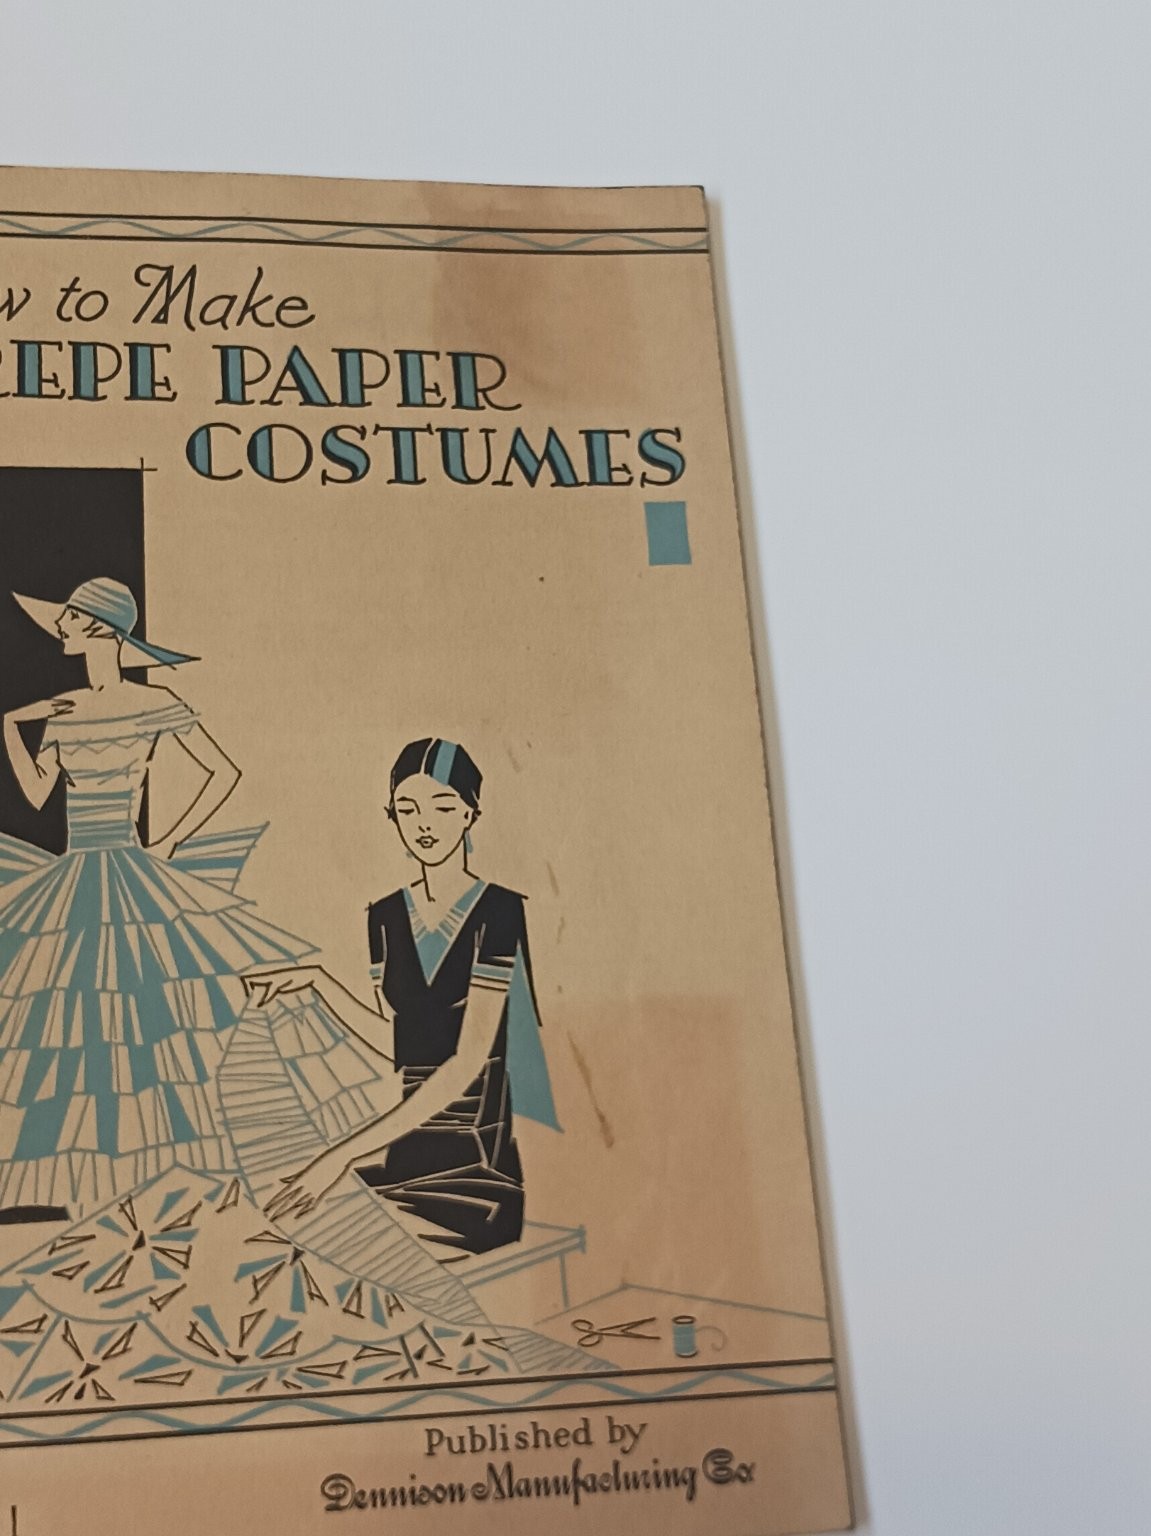 w to Make
REPE PAPER
COSTUMES
Published by
Dennison Manufacturing Co